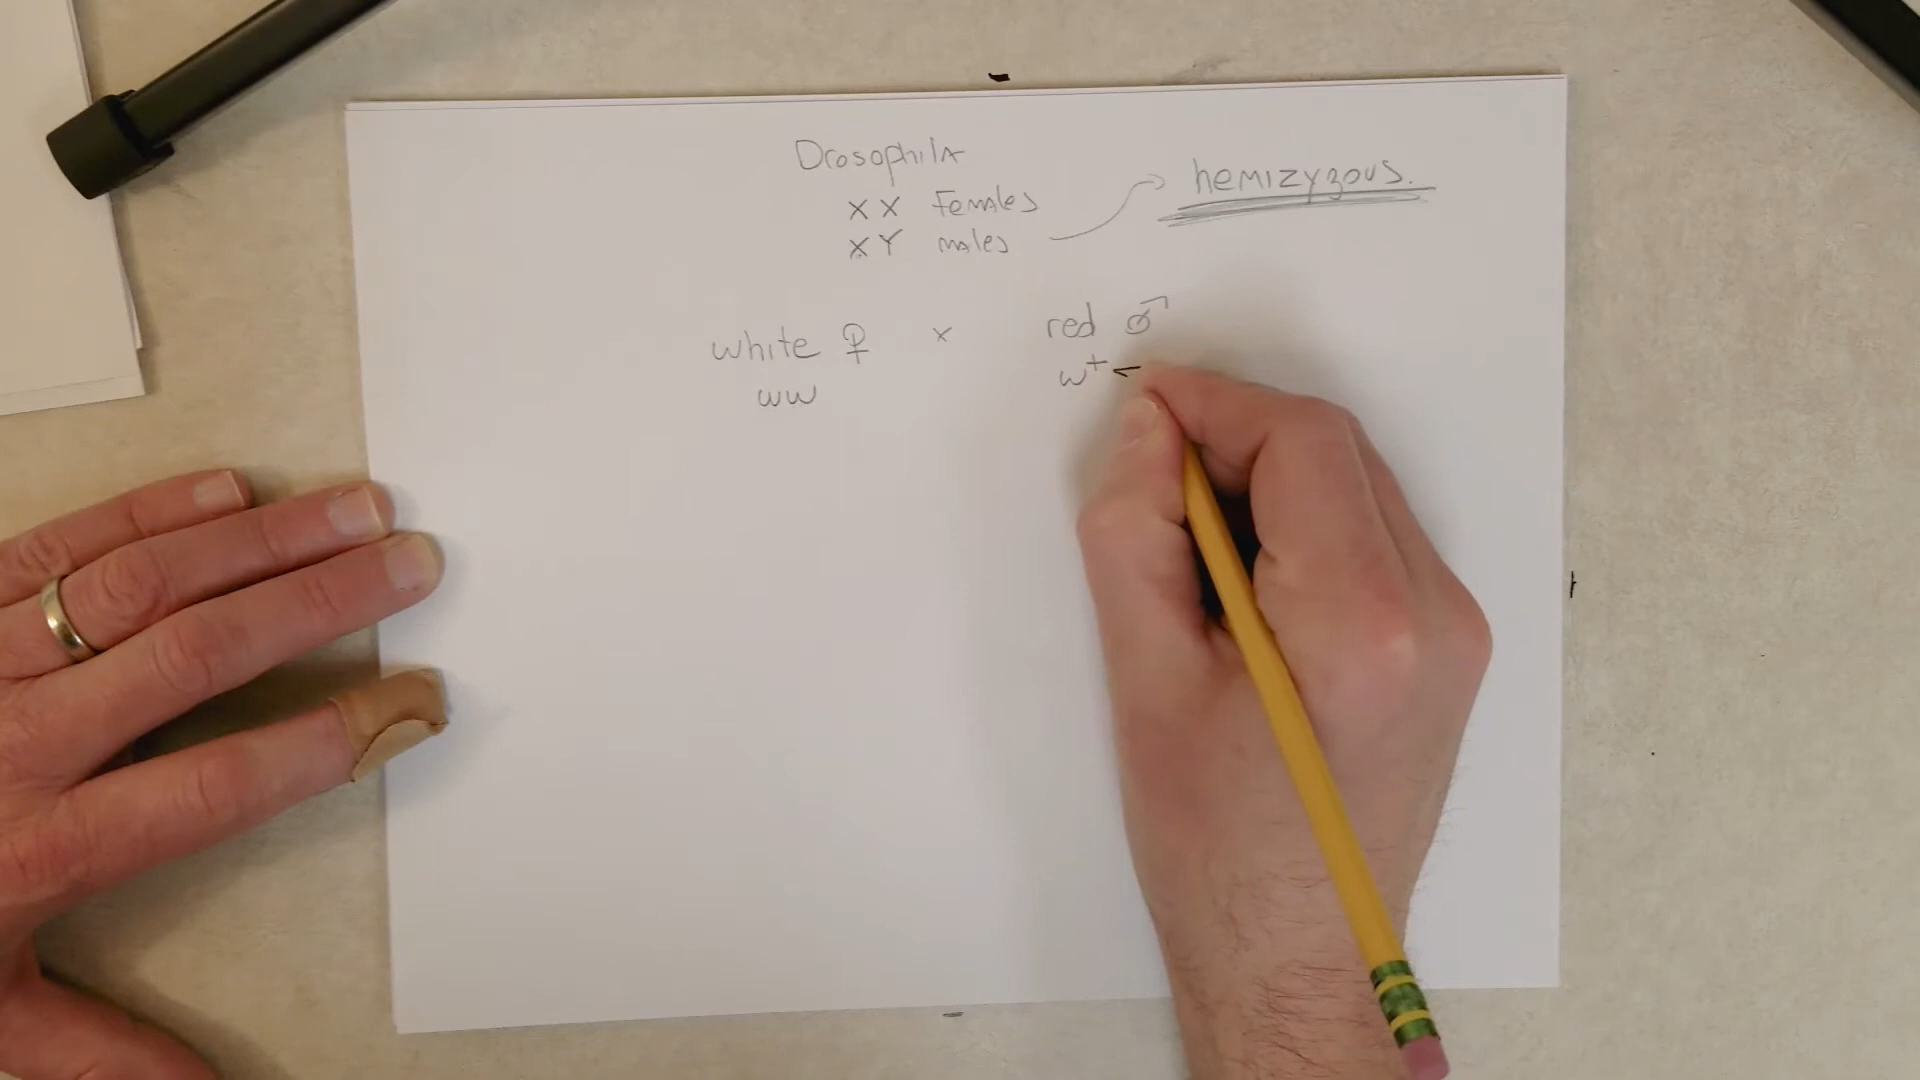 Drosophila
XX Females
XY males
hemizygous.
white ♀ × red ♂
ww w⁺ ←